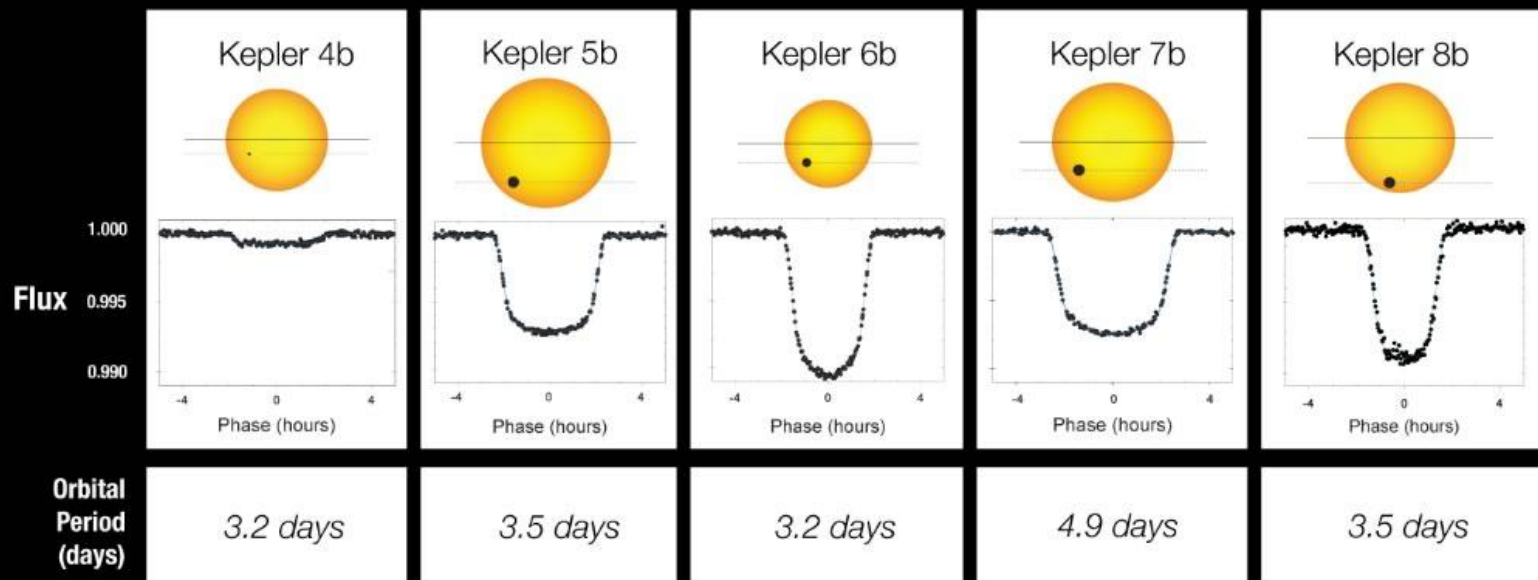 Kepler 4b
Kepler 5b
Kepler 6b
Kepler 7b
Kepler 8b
Flux
1.000
0.995
0.990
-4 0 4
-4 0 4
-4 0 4
-4 0 4
-4 0 4
Phase (hours)
Phase (hours)
Phase (hours)
Phase (hours)
Phase (hours)
Orbital
Period
(days)
3.2 days
3.5 days
3.2 days
4.9 days
3.5 days